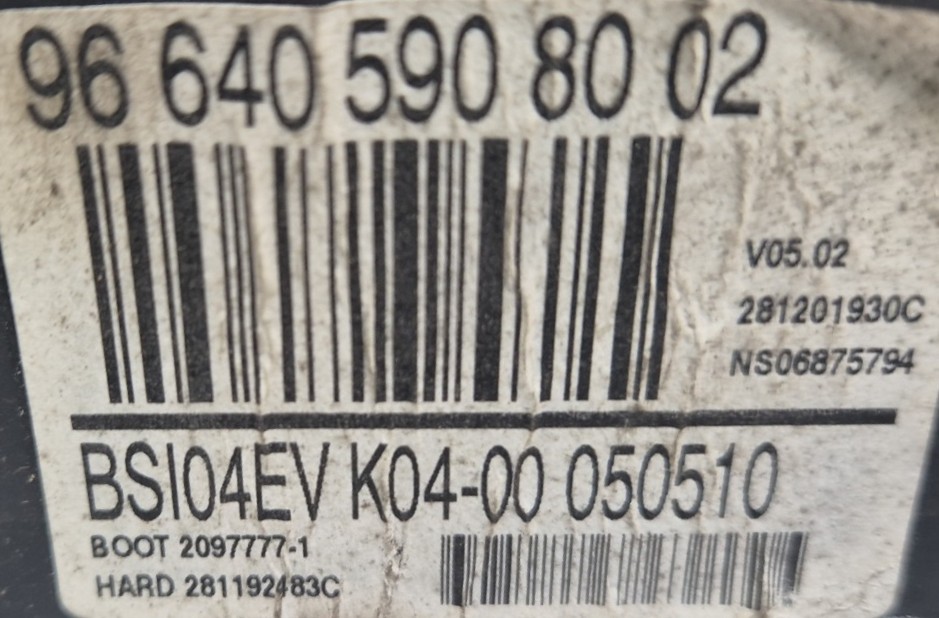 96 640 590 80 02
V05.02
281201930C
NS06875794
BSI04EV K04-00 050510
BOOT 2097777-1
HARD 281192483C